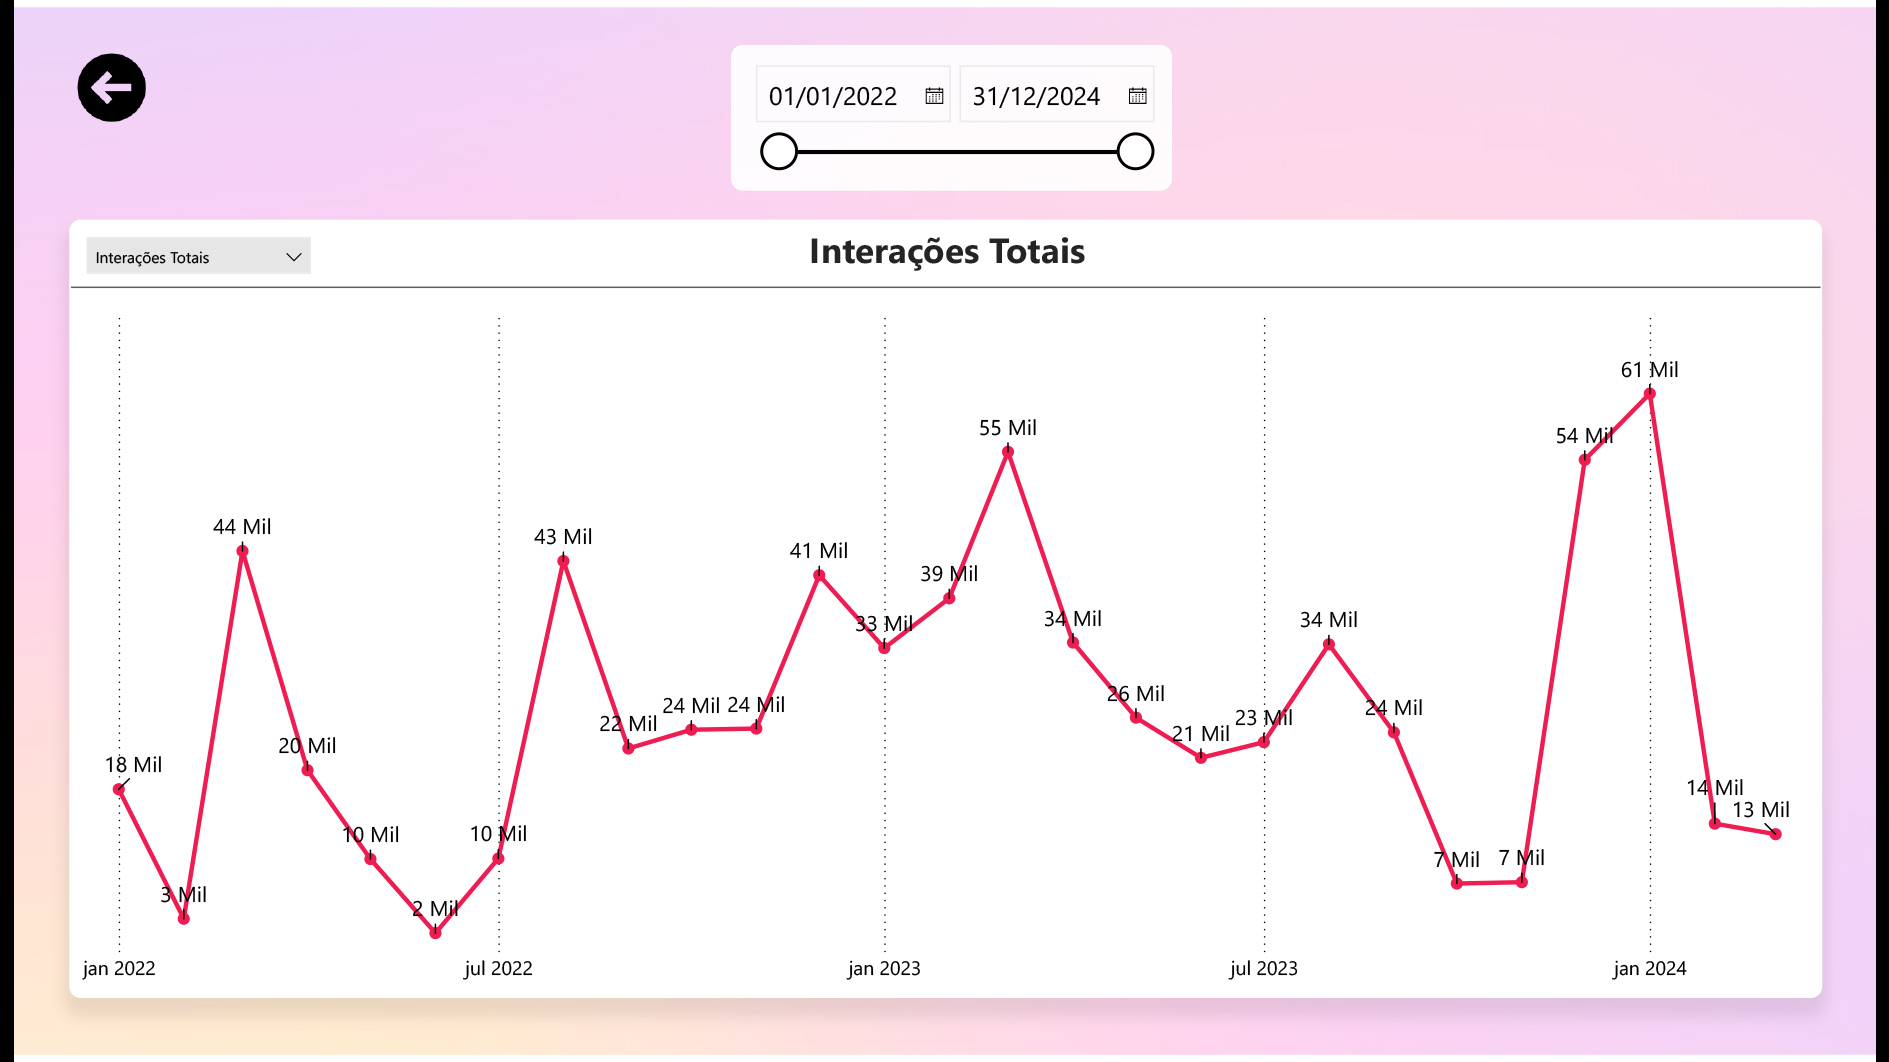 01/01/2022 31/12/2024
Interações Totais
Interações Totais
18 Mil
3 Mil
44 Mil
20 Mil
10 Mil
2 Mil
10 Mil
43 Mil
22 Mil
24 Mil
24 Mil
41 Mil
33 Mil
39 Mil
55 Mil
34 Mil
26 Mil
21 Mil
23 Mil
34 Mil
24 Mil
7 Mil
7 Mil
54 Mil
61 Mil
14 Mil
13 Mil
jan 2022 jul 2022 jan 2023 jul 2023 jan 2024